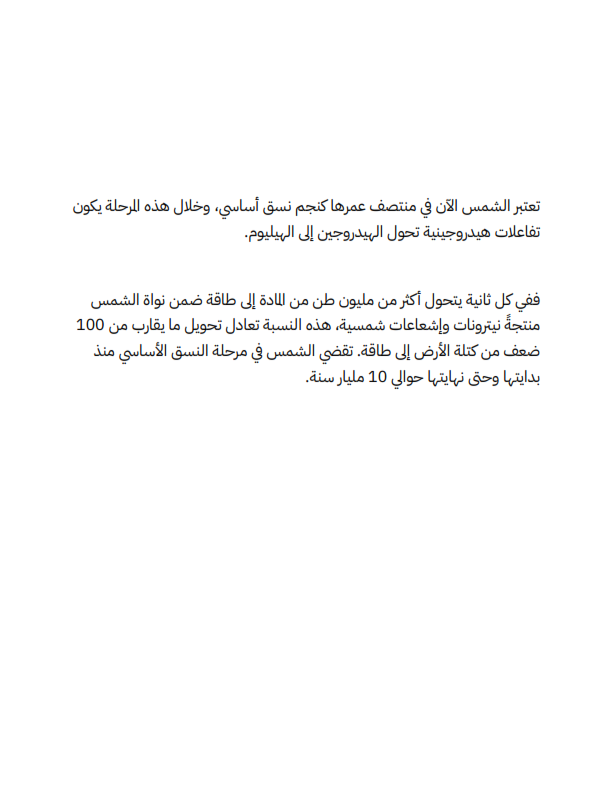 تعتبر الشمس الآن في منتصف عمرها كنجم نسق أساسي، وخلال هذه المرحلة يكون
تفاعلات هيدروجينية تحول الهيدروجين إلى الهيليوم.
ففي كل ثانية يتحول أكثر من مليون طن من المادة إلى طاقة ضمن نواة الشمس
منتجةً نيترونات وإشعاعات شمسية، هذه النسبة تعادل تحويل ما يقارب من 100
ضعف من كتلة الأرض إلى طاقة. تقضي الشمس في مرحلة النسق الأساسي منذ
بدايتها وحتى نهايتها حوالي 10 مليار سنة.